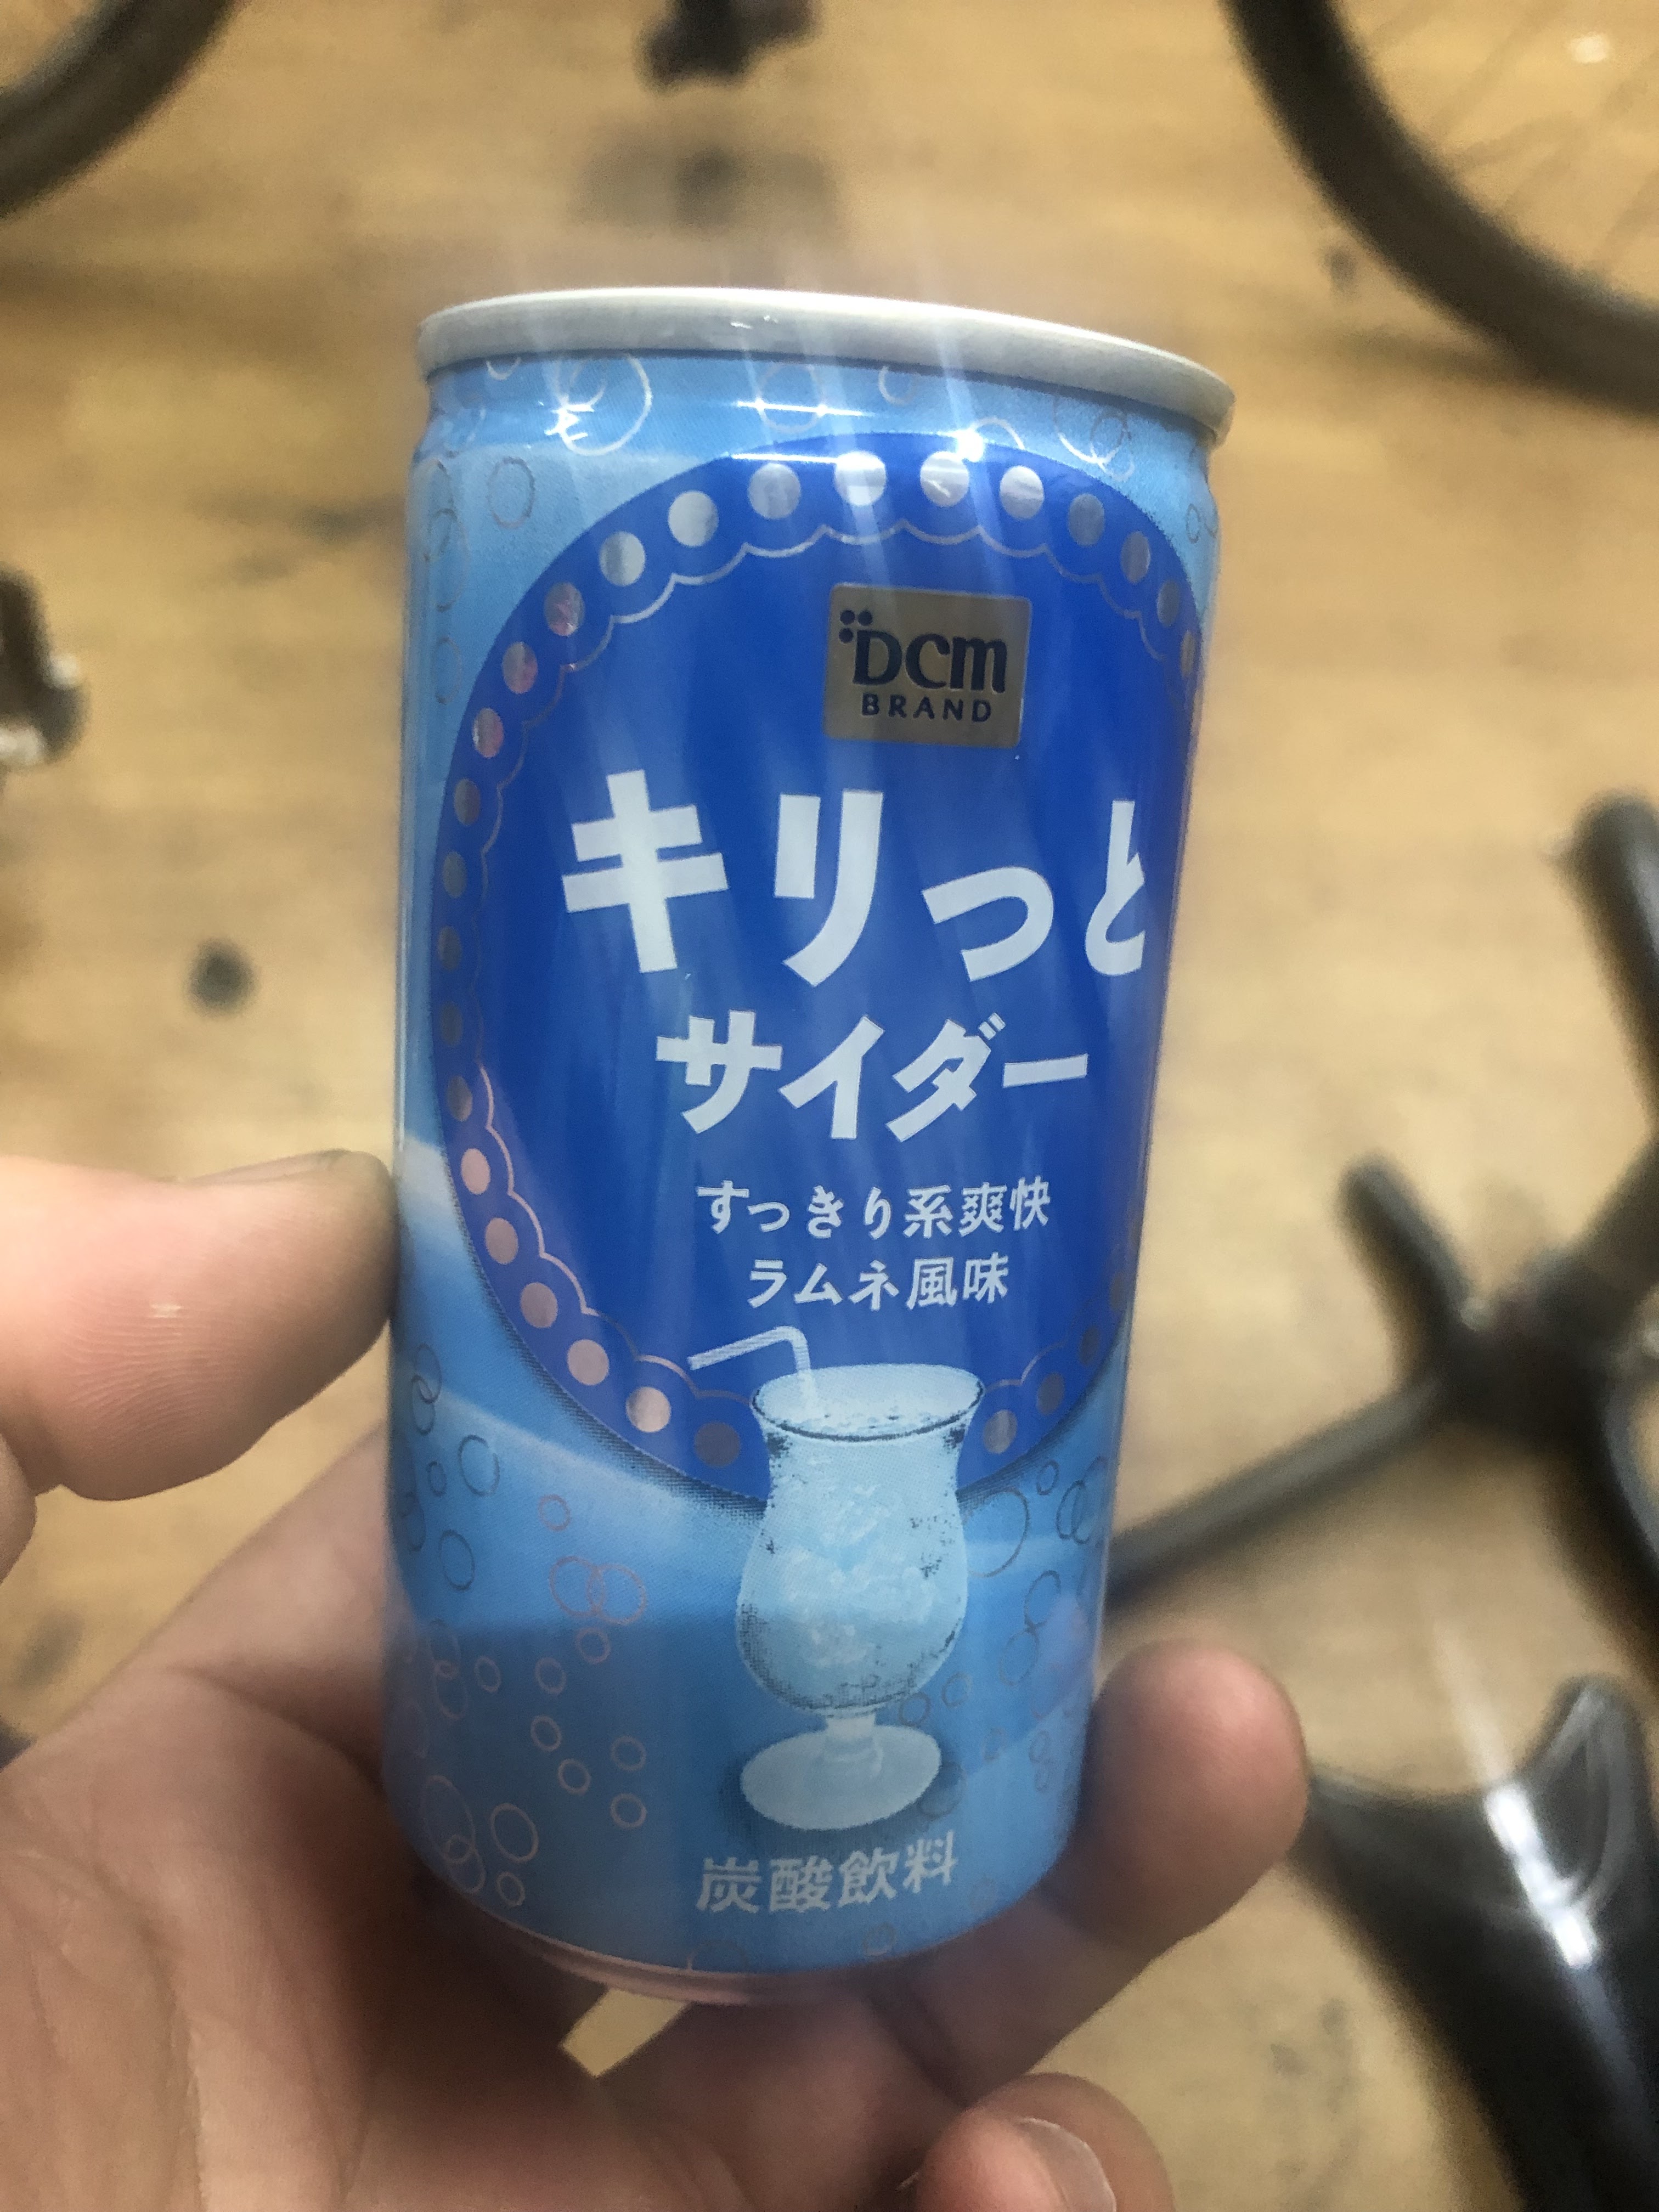 DCM
BRAND
キリっと
サイダー
すっきり系爽快
ラムネ風味
炭酸飲料